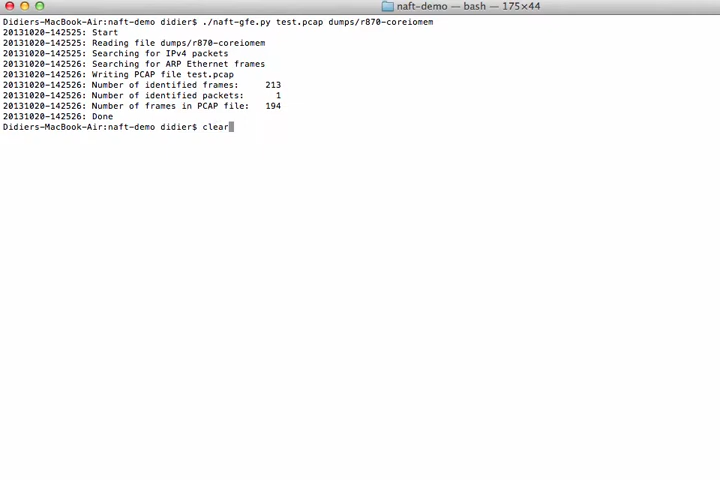 naft-demo — bash — 175×44
Didiers-MacBook-Air:naft-demo didier$ ./naft-gfe.py test.pcap dumps/r870-coreiomem
20131020-142525: Start
20131020-142525: Reading file dumps/r870-coreiomem
20131020-142525: Searching for IPv4 packets
20131020-142526: Searching for ARP Ethernet frames
20131020-142526: Writing PCAP file test.pcap
20131020-142526: Number of identified frames:     213
20131020-142526: Number of identified packets:      1
20131020-142526: Number of frames in PCAP file:   194
20131020-142526: Done
Didiers-MacBook-Air:naft-demo didier$ clear